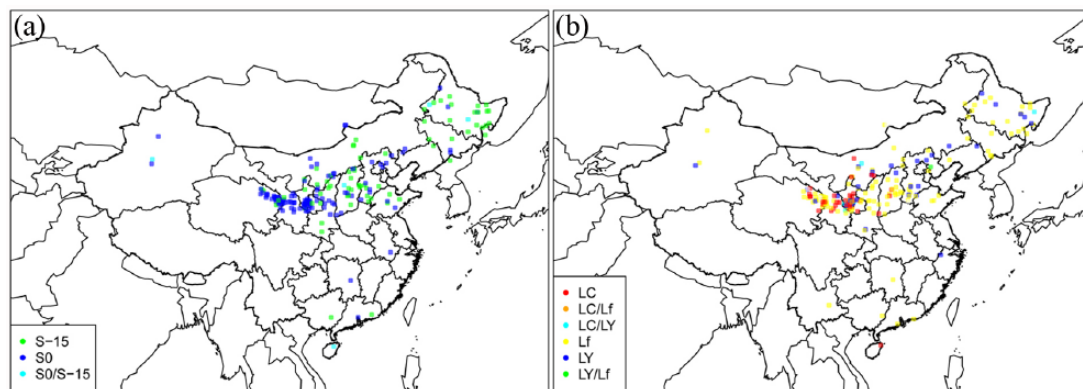 (a)
S-15
S0
S0/S-15
(b)
LC
LC/Lf
LC/LY
Lf
LY
LY/Lf